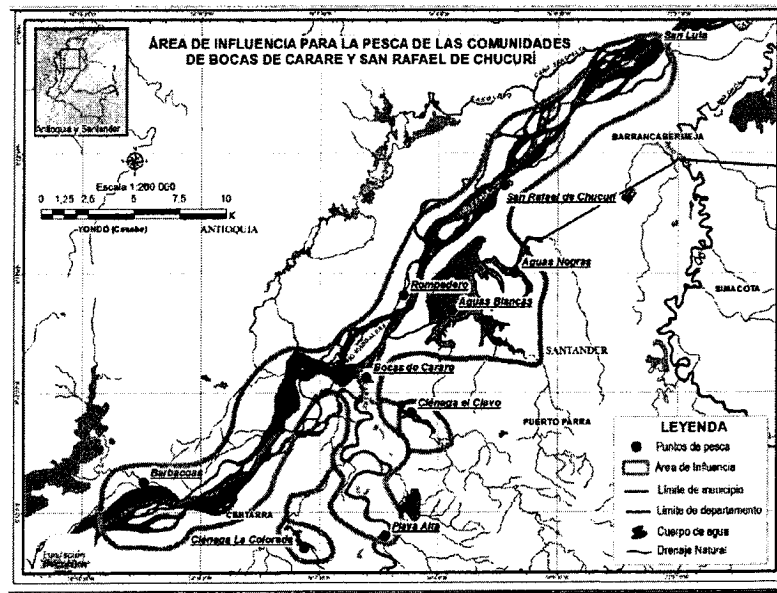 ÁREA DE INFLUENCIA PARA LA PESCA DE LAS COMUNIDADES
DE BOCAS DE CARARE Y SAN RAFAEL DE CHUCURÍ
San Luis
Antioquia y Santander
BARRANCABERMEJA
Escala 1:200 000
0 1,25 2,5 5 7,5 10
K
YONDÓ (Casabe) ANTIOQUIA
San Rafael de Chucurí
Aguas Negras
Rompedero
Aguas Blancas
SIMACOTA
SANTANDER
Bocas de Carare
Ciénaga el Clavo
PUERTO PARRA
LEYENDA
Puntos de pesca
Área de Influencia
Límite de municipio
Límite de departamento
Cuerpo de agua
Drenaje Natural
Barbacoas
CIMITARRA
Ciénaga La Colorada
Playa Alta
Fundación